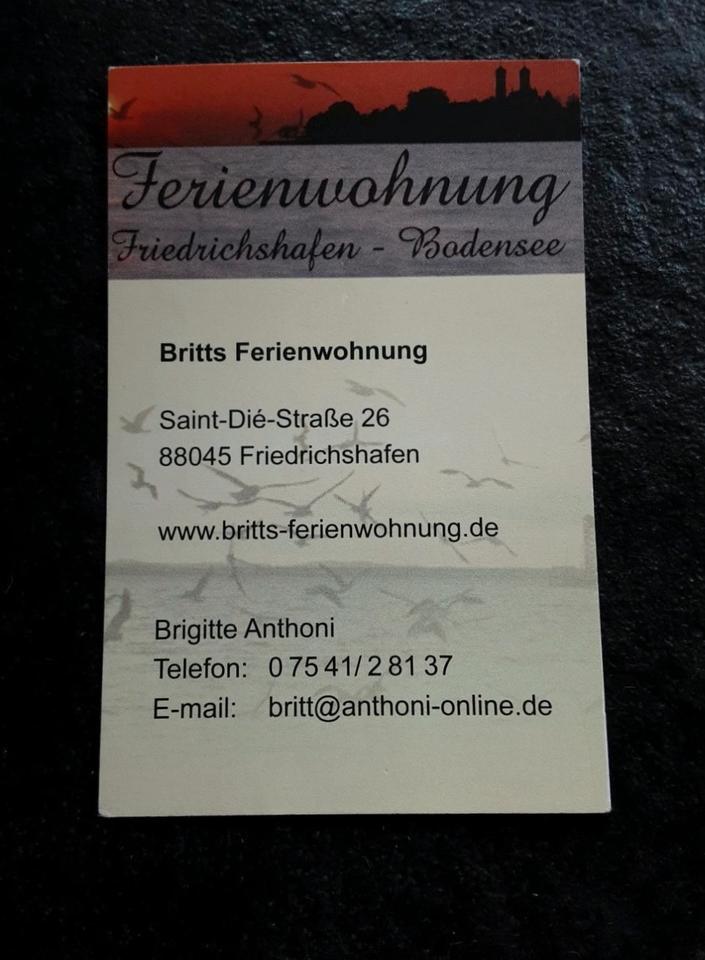 Ferienwohnung
Friedrichshafen - Bodensee
Britts Ferienwohnung
Saint-Dié-Straße 26
88045 Friedrichshafen
www.britts-ferienwohnung.de
Brigitte Anthoni
Telefon: 0 75 41/ 2 81 37
E-mail: britt@anthoni-online.de